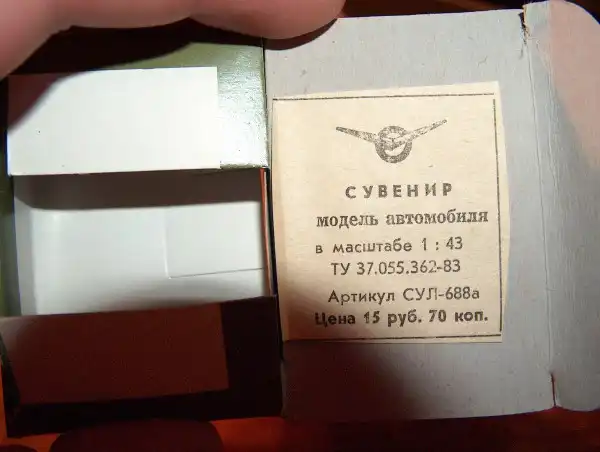 СУВЕНИР
модель автомобиля
в масштабе 1 : 43
ТУ 37.055.362-83
Артикул СУЛ-688а
Цена 15 руб. 70 коп.